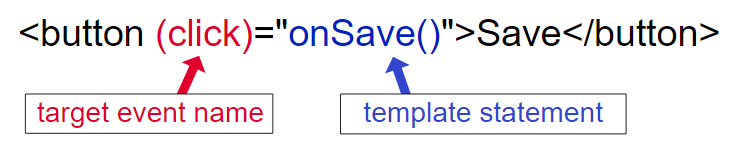 <button (click)="onSave()">Save</button>
target event name
template statement